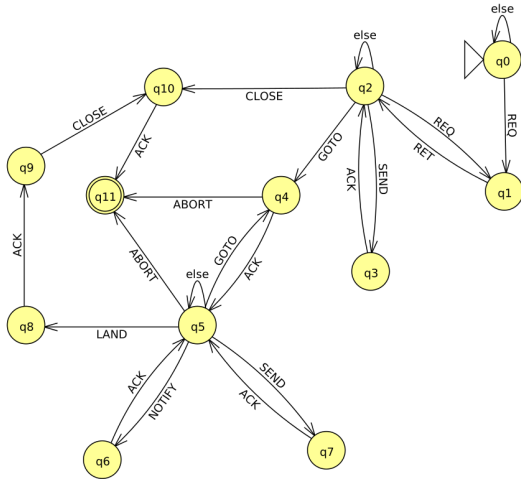 else
else
q0
q10
q2
CLOSE
CLOSE
REQ
REQ
GOTO
RET
ACK
SEND
q9
ACK
q11
ABORT
q4
q1
ACK
GOTO
ABORT
ACK
q3
else
q8
LAND
q5
ACK
NOTIFY
SEND
ACK
q6
q7